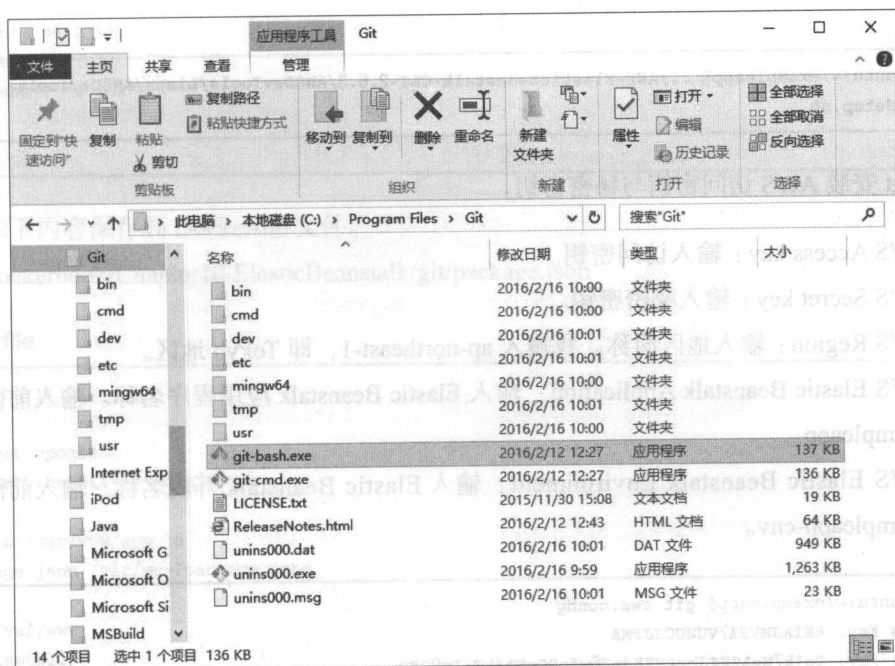 应用程序工具 Git
文件 主页 共享 查看 管理
固定到"快速访问"
复制
粘贴
复制路径
粘贴快捷方式
剪切
剪贴板
移动到 复制到 删除 重命名
组织
新建文件夹
新建
属性
打开
编辑
历史记录
打开
全部选择
全部取消
反向选择
选择
此电脑 > 本地磁盘 (C:) > Program Files > Git
搜索"Git"
Git
bin
cmd
dev
etc
mingw64
tmp
usr
Internet Exp
iPod
Java
Microsoft G
Microsoft O
Microsoft Si
MSBuild
名称 修改日期 类型 大小
bin 2016/2/16 10:00 文件夹
cmd 2016/2/16 10:00 文件夹
dev 2016/2/16 10:01 文件夹
etc 2016/2/16 10:01 文件夹
mingw64 2016/2/16 10:00 文件夹
tmp 2016/2/16 10:01 文件夹
usr 2016/2/16 10:00 文件夹
git-bash.exe 2016/2/12 12:27 应用程序 137 KB
git-cmd.exe 2016/2/12 12:27 应用程序 136 KB
LICENSE.txt 2015/11/30 15:08 文本文档 19 KB
ReleaseNotes.html 2016/2/12 12:43 HTML 文档 64 KB
unins000.dat 2016/2/16 10:01 DAT 文件 949 KB
unins000.exe 2016/2/16 9:59 应用程序 1,263 KB
unins000.msg 2016/2/16 10:01 MSG 文件 23 KB
14 个项目 选中 1 个项目 136 KB